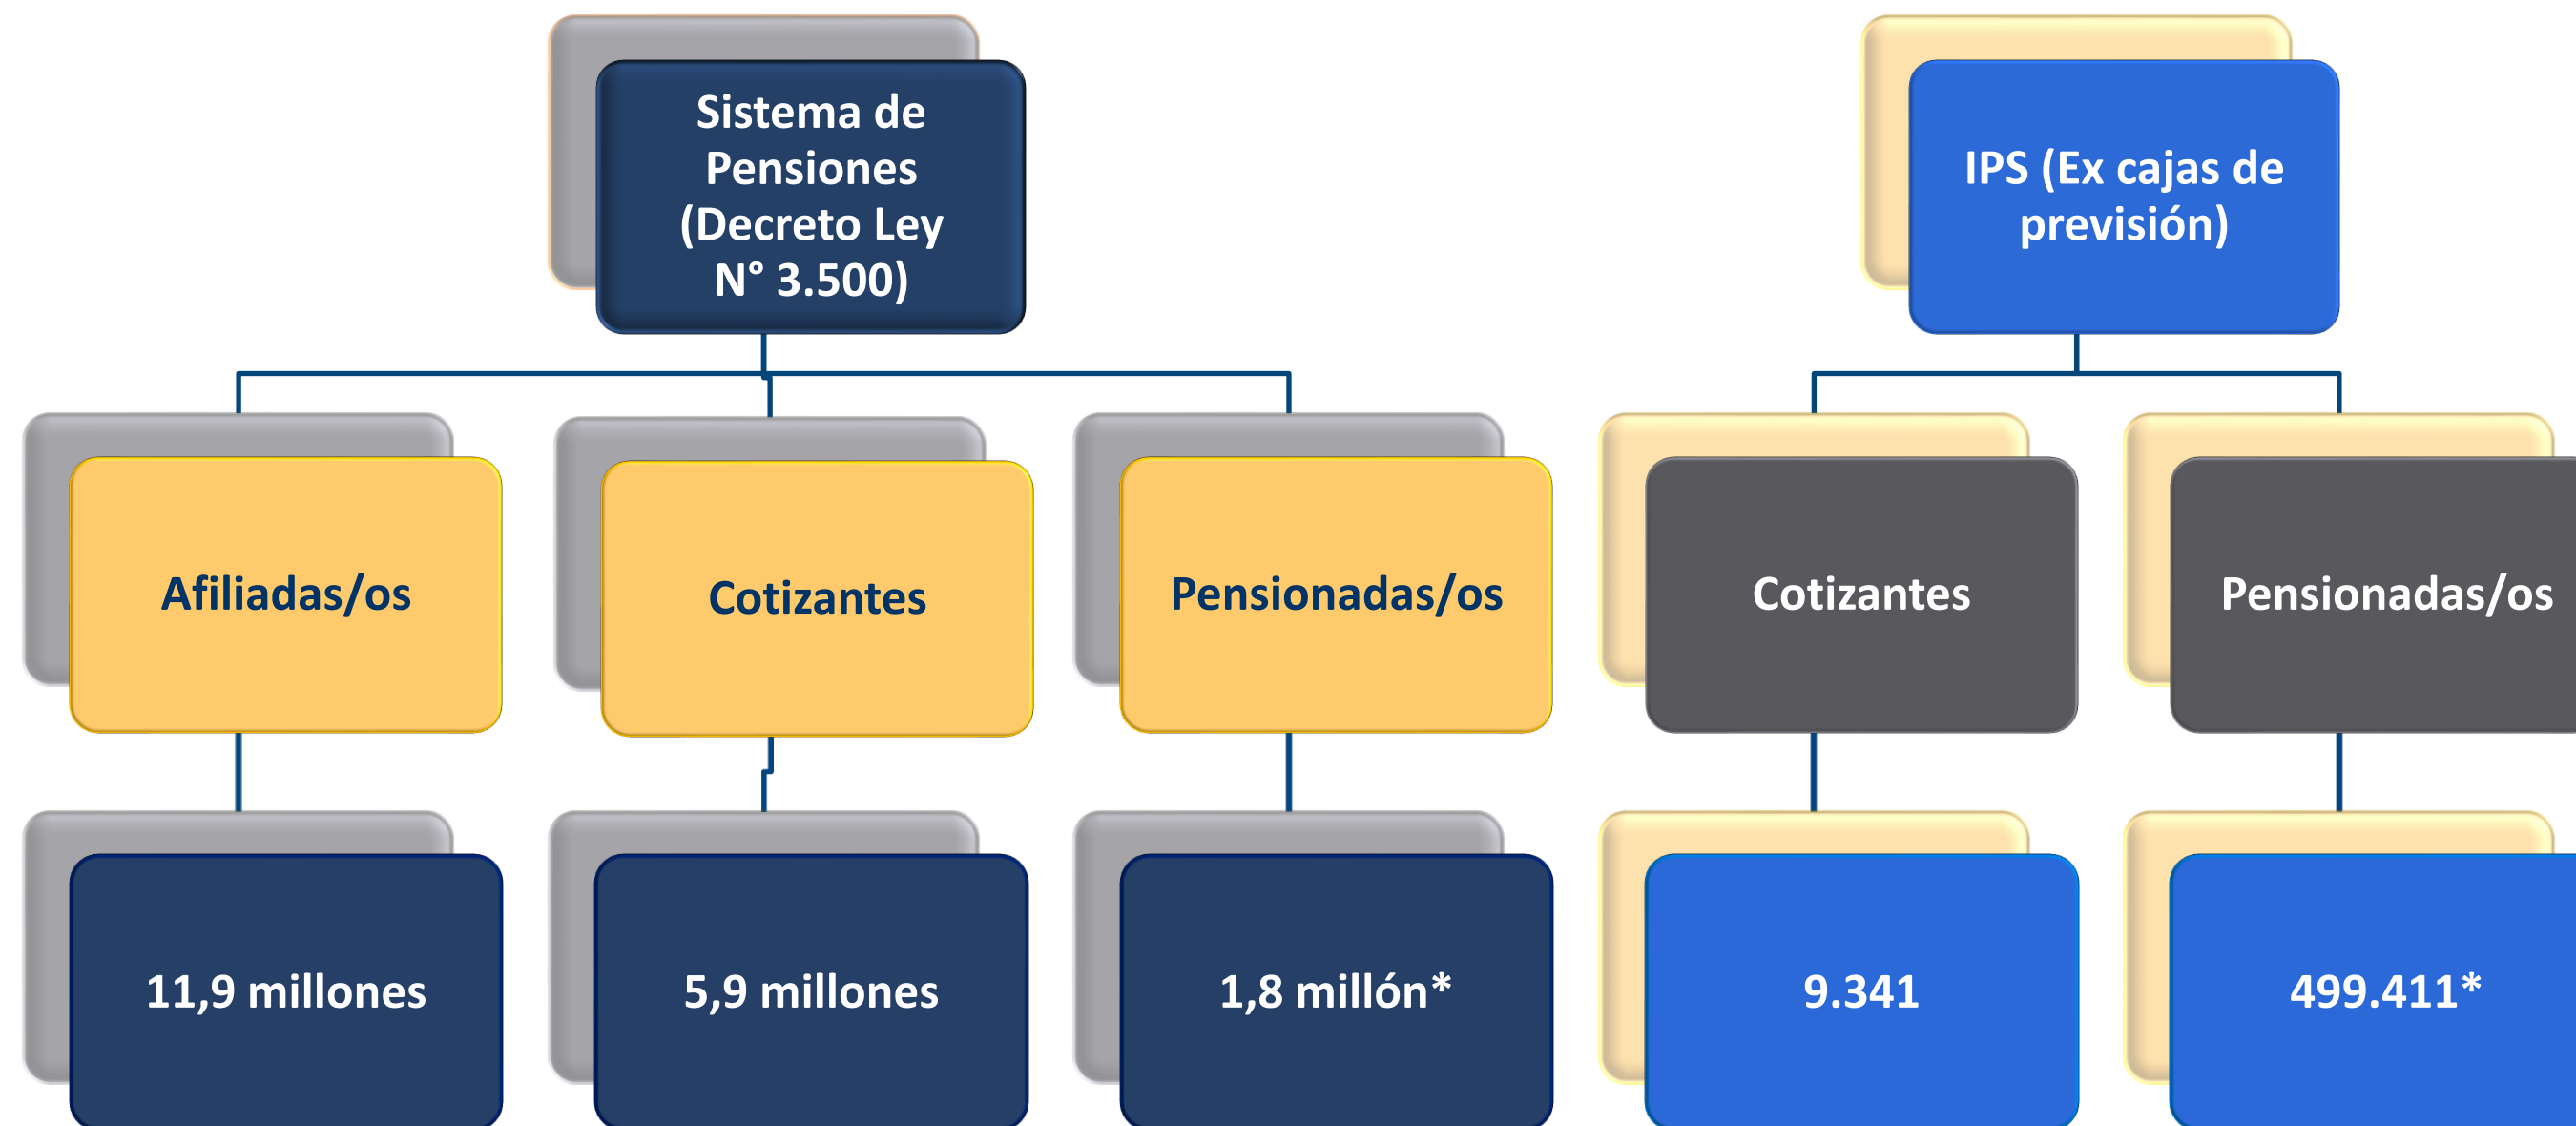 Sistema de
Pensiones
(Decreto Ley
N° 3.500)
IPS (Ex cajas de
previsión)
Afiliadas/os
Cotizantes
Pensionadas/os
Cotizantes
Pensionadas/os
11,9 millones
5,9 millones
1,8 millón*
9.341
499.411*